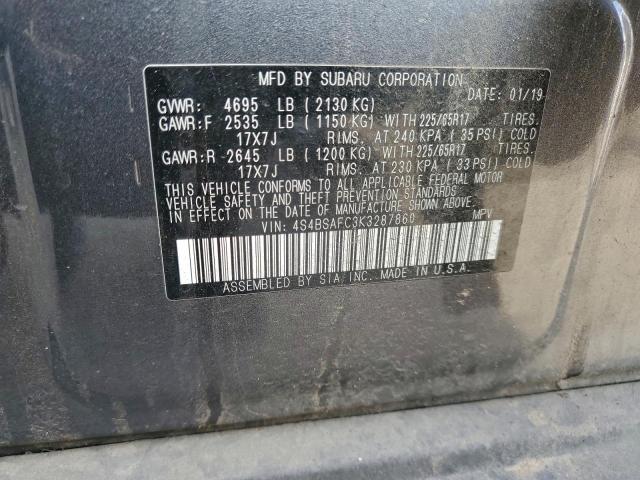 MFD BY SUBARU CORPORATION
DATE: 01/19
GVWR: 4695 LB (2130 KG)
GAWR:F 2535 LB (1150 KG) WITH 225/65R17 TIRES.
17X7J RIMS. AT 240 KPA (35 PSI) COLD
GAWR:R 2645 LB (1200 KG) WITH 225/65R17 TIRES.
17X7J RIMS. AT 230 KPA (33 PSI) COLD
THIS VEHICLE CONFORMS TO ALL APPLICABLE FEDERAL MOTOR
VEHICLE SAFETY AND THEFT PREVENTION STANDARDS
IN EFFECT ON THE DATE OF MANUFACTURE SHOWN ABOVE.
VIN: 4S4BSAFC3K3287860 MPV
ASSEMBLED BY SIA, INC. MADE IN U.S.A.